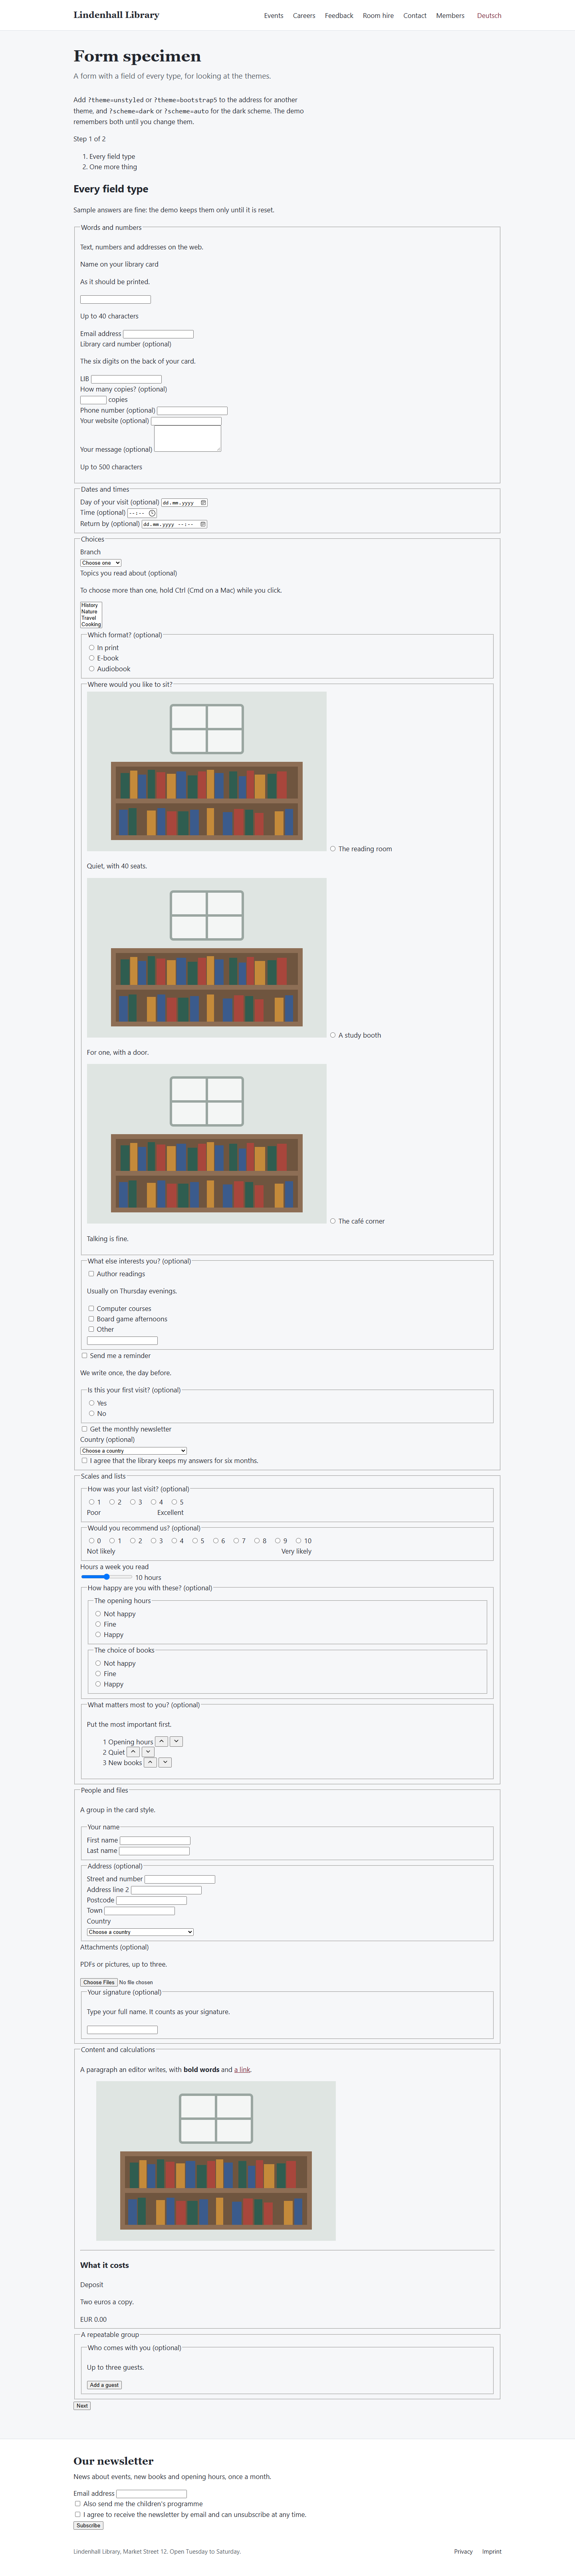 Lindenhall Library
Events Careers Feedback Room hire Contact Members Deutsch
Form specimen
A form with a field of every type, for looking at the themes.
Add ?theme=unstyled or ?theme=bootstrap5 to the address for another
theme, and ?scheme=dark or ?scheme=auto for the dark scheme. The demo
remembers both until you change them.
Step 1 of 2
1. Every field type
2. One more thing
Every field type
Sample answers are fine: the demo keeps them only until it is reset.
Words and numbers
Text, numbers and addresses on the web.
Name on your library card
As it should be printed.
Up to 40 characters
Email address
Library card number (optional)
The six digits on the back of your card.
LIB
How many copies? (optional)
copies
Phone number (optional)
Your website (optional)
Your message (optional)
Up to 500 characters
Dates and times
Day of your visit (optional) dd.mm.yyyy
Time (optional) --:--
Return by (optional) dd.mm.yyyy --:--
Choices
Branch
Choose one
Topics you read about (optional)
To choose more than one, hold Ctrl (Cmd on a Mac) while you click.
History
Nature
Travel
Cooking
Which format? (optional)
In print
E-book
Audiobook
Where would you like to sit?
The reading room
Quiet, with 40 seats.
A study booth
For one, with a door.
The café corner
Talking is fine.
What else interests you? (optional)
Author readings
Usually on Thursday evenings.
Computer courses
Board game afternoons
Other
Send me a reminder
We write once, the day before.
Is this your first visit? (optional)
Yes
No
Get the monthly newsletter
Country (optional)
Choose a country
I agree that the library keeps my answers for six months.
Scales and lists
How was your last visit? (optional)
1 2 3 4 5
Poor Excellent
Would you recommend us? (optional)
0 1 2 3 4 5 6 7 8 9 10
Not likely Very likely
Hours a week you read
10 hours
How happy are you with these? (optional)
The opening hours
Not happy
Fine
Happy
The choice of books
Not happy
Fine
Happy
What matters most to you? (optional)
Put the most important first.
1 Opening hours
2 Quiet
3 New books
People and files
A group in the card style.
Your name
First name
Last name
Address (optional)
Street and number
Address line 2
Postcode
Town
Country
Choose a country
Attachments (optional)
PDFs or pictures, up to three.
Choose Files No file chosen
Your signature (optional)
Type your full name. It counts as your signature.
Content and calculations
A paragraph an editor writes, with bold words and a link.
What it costs
Deposit
Two euros a copy.
EUR 0.00
A repeatable group
Who comes with you (optional)
Up to three guests.
Add a guest
Next
Our newsletter
News about events, new books and opening hours, once a month.
Email address
Also send me the children's programme
I agree to receive the newsletter by email and can unsubscribe at any time.
Subscribe
Lindenhall Library, Market Street 12. Open Tuesday to Saturday.
Privacy Imprint